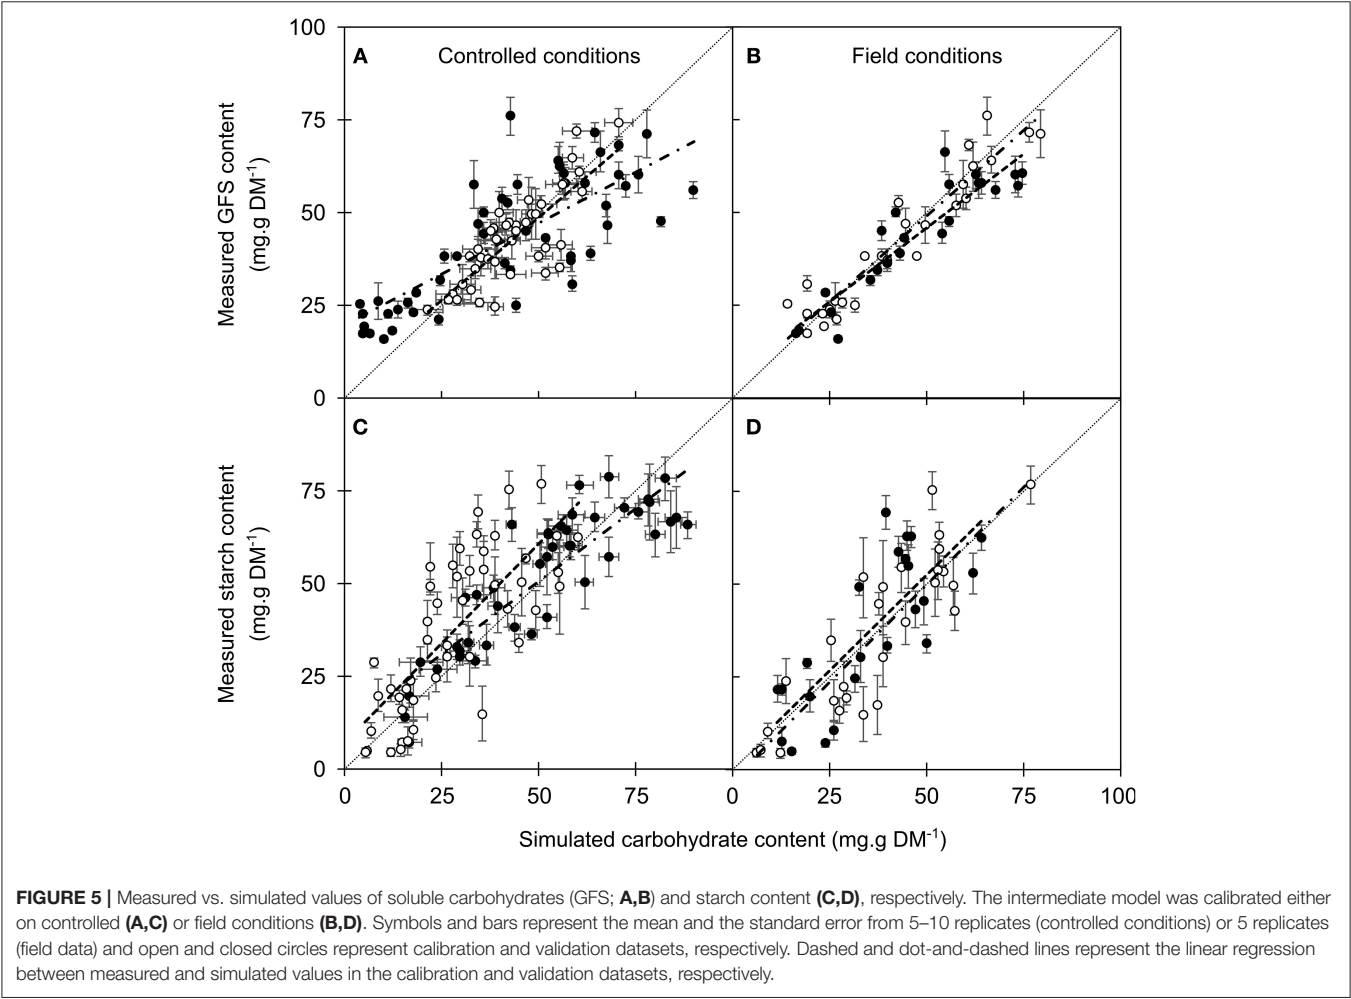 100
A
Controlled conditions
B
Field conditions
75
50
25
0
Measured GFS content
(mg.g DM-1)
C
D
75
50
25
0
Measured starch content
(mg.g DM-1)
0 25 50 75 0 25 50 75 100
Simulated carbohydrate content (mg.g DM-1)
FIGURE 5 | Measured vs. simulated values of soluble carbohydrates (GFS; A,B) and starch content (C,D), respectively. The intermediate model was calibrated either
on controlled (A,C) or field conditions (B,D). Symbols and bars represent the mean and the standard error from 5–10 replicates (controlled conditions) or 5 replicates
(field data) and open and closed circles represent calibration and validation datasets, respectively. Dashed and dot-and-dashed lines represent the linear regression
between measured and simulated values in the calibration and validation datasets, respectively.